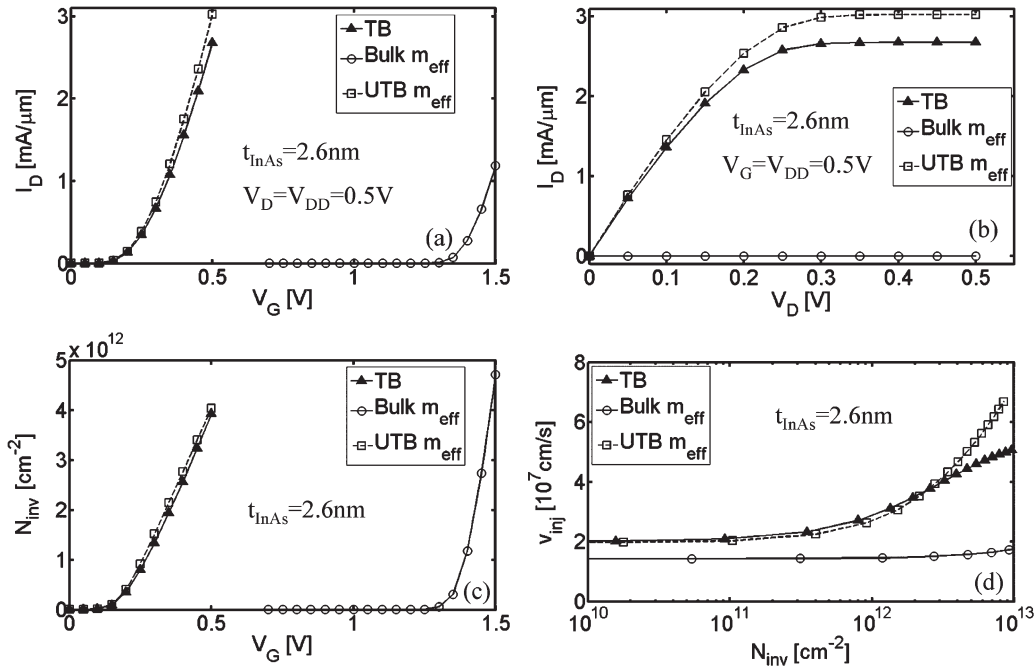 3
2
1
0
I_D [mA/μm]
0
0.5
1
1.5
V_G [V]
TB
Bulk m_eff
UTB m_eff
t_InAs=2.6nm
V_D=V_DD=0.5V
(a)
3
2
1
0
I_D [mA/μm]
0
0.1
0.2
0.3
0.4
0.5
V_D [V]
t_InAs=2.6nm
V_G=V_DD=0.5V
TB
Bulk m_eff
UTB m_eff
(b)
5 x 10^12
4
3
2
1
0
N_inv [cm^-2]
0
0.5
1
1.5
V_G [V]
TB
Bulk m_eff
UTB m_eff
t_InAs=2.6nm
(c)
8
6
4
2
0
v_inj [10^7cm/s]
10^10
10^11
10^12
10^13
N_inv [cm^-2]
TB
Bulk m_eff
UTB m_eff
t_InAs=2.6nm
(d)